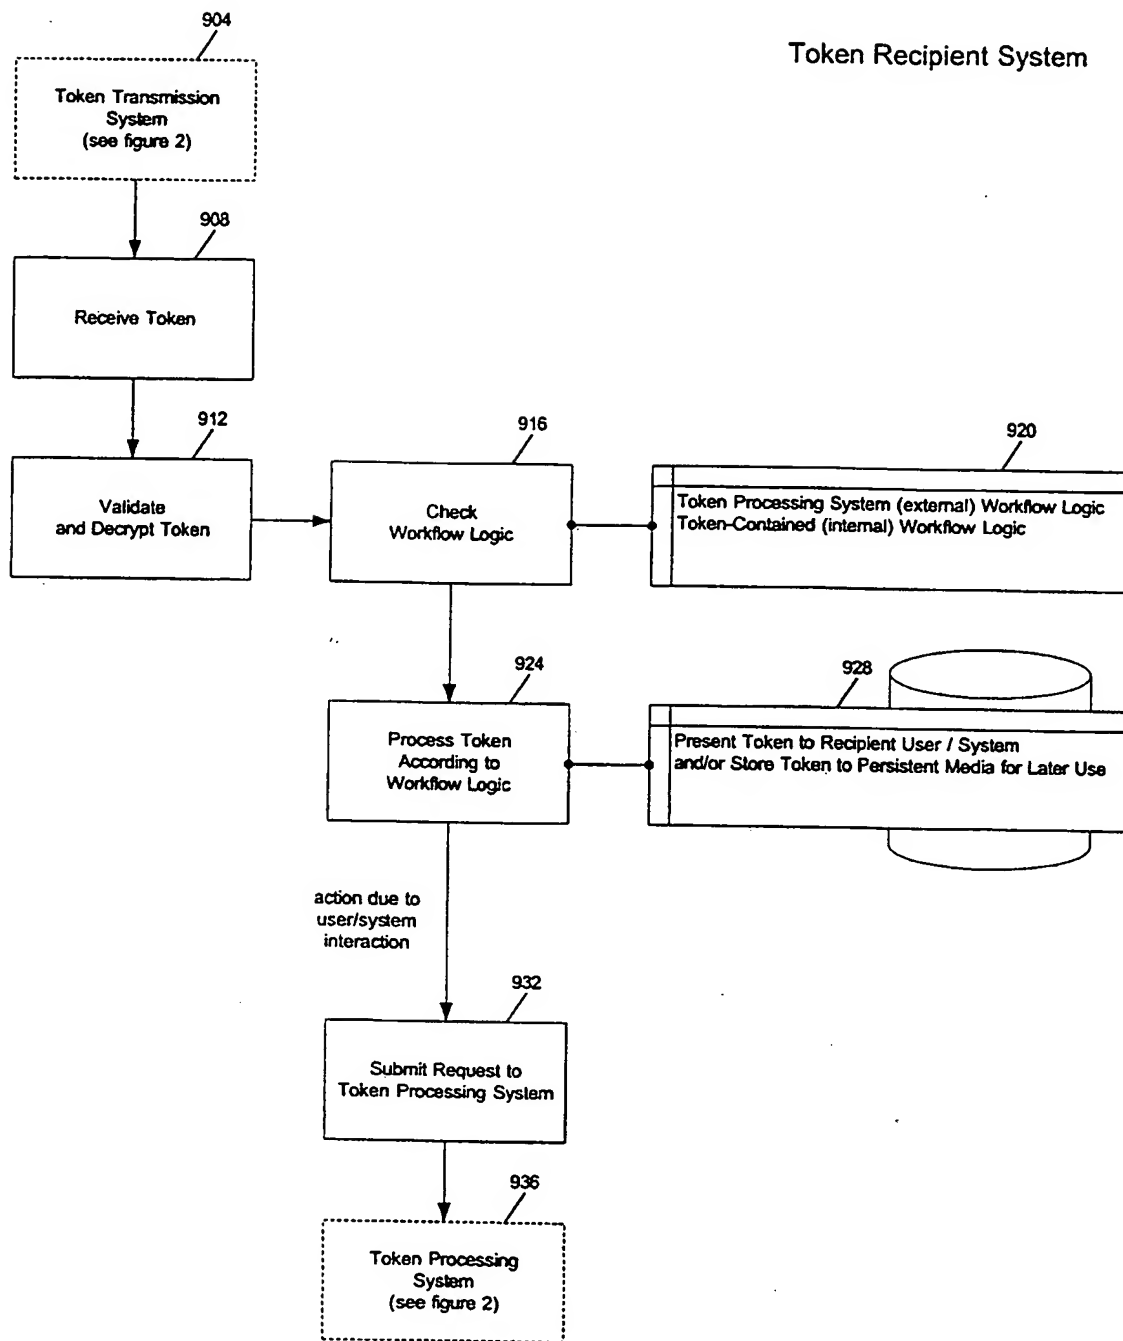 904
Token Recipient System
Token Transmission
System
(see figure 2)
908
Receive Token
912
Validate
and Decrypt Token
916
Check
Workflow Logic
920
Token Processing System (external) Workflow Logic
Token-Contained (internal) Workflow Logic
924
Process Token
According to
Workflow Logic
928
Present Token to Recipient User / System
and/or Store Token to Persistent Media for Later Use
action due to
user/system
interaction
932
Submit Request to
Token Processing System
936
Token Processing
System
(see figure 2)